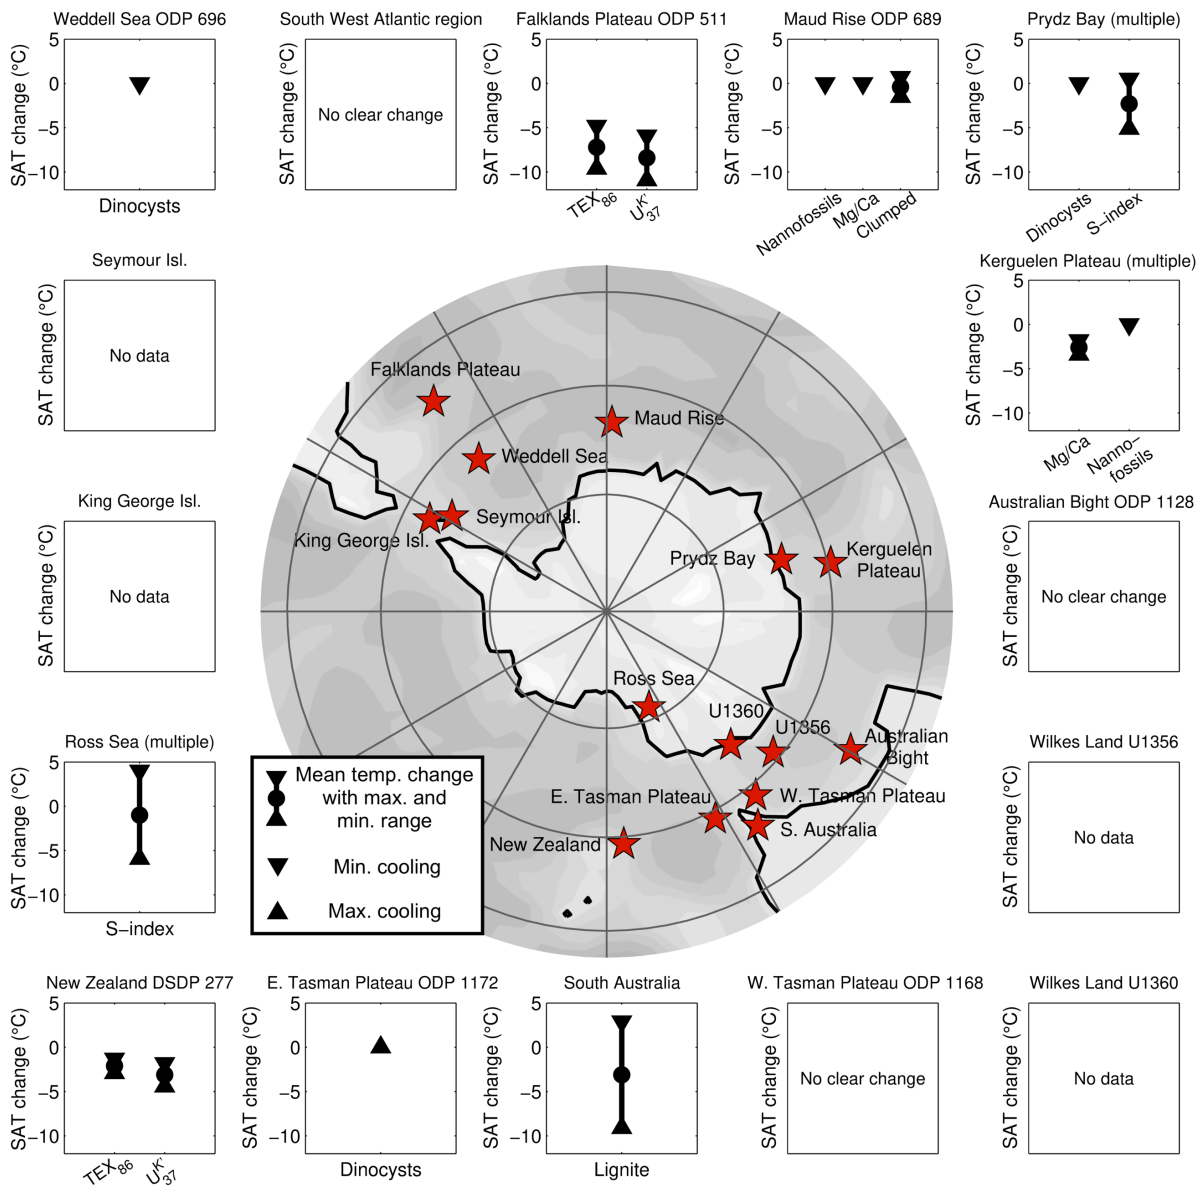 Weddell Sea ODP 696
SAT change (°C)
5
0
−5
−10
Dinocysts
South West Atlantic region
SAT change (°C)
No clear change
Falklands Plateau ODP 511
SAT change (°C)
5
0
−5
−10
TEX86
UK'37
Maud Rise ODP 689
SAT change (°C)
5
0
−5
−10
Nannofossils
Mg/Ca
Clumped
Prydz Bay (multiple)
SAT change (°C)
5
0
−5
−10
Dinocysts
S−index
Seymour Isl.
SAT change (°C)
No data
Kerguelen Plateau (multiple)
SAT change (°C)
5
0
−5
−10
Mg/Ca
Nanno−
fossils
King George Isl.
SAT change (°C)
No data
Australian Bight ODP 1128
SAT change (°C)
No clear change
Falklands Plateau
Maud Rise
Weddell Sea
Seymour Isl.
King George Isl.
Prydz Bay
Kerguelen
Plateau
Ross Sea
U1360
U1356
Australian
Bight
E. Tasman Plateau
W. Tasman Plateau
S. Australia
New Zealand
Ross Sea (multiple)
SAT change (°C)
5
0
−5
−10
S−index
Mean temp. change
with max. and
min. range
Min. cooling
Max. cooling
Wilkes Land U1356
SAT change (°C)
No data
New Zealand DSDP 277
SAT change (°C)
5
0
−5
−10
TEX86
UK'37
E. Tasman Plateau ODP 1172
SAT change (°C)
5
0
−5
−10
Dinocysts
South Australia
SAT change (°C)
5
0
−5
−10
Lignite
W. Tasman Plateau ODP 1168
SAT change (°C)
No clear change
Wilkes Land U1360
SAT change (°C)
No data